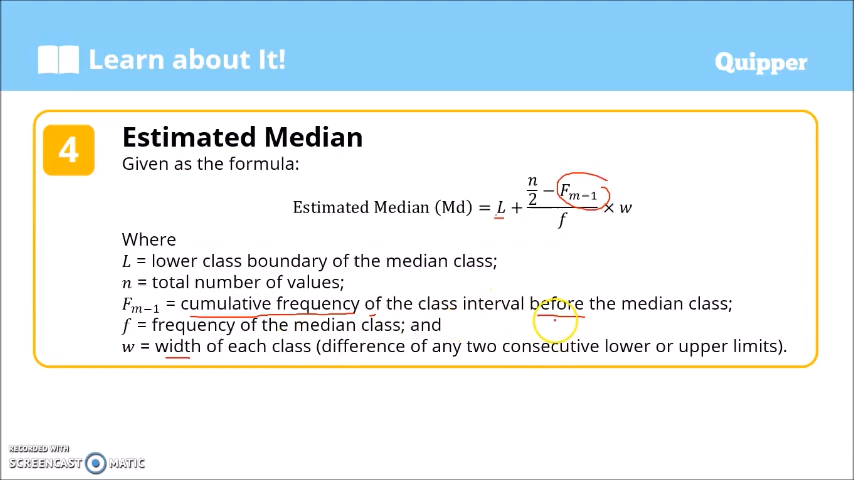 Learn about It!
Quipper
4
Estimated Median
Given as the formula:
Estimated Median (Md) = L + \frac{\frac{n}{2} − F_{m−1}}{f} × w
Where
L = lower class boundary of the median class;
n = total number of values;
F_{m−1} = cumulative frequency of the class interval before the median class;
f = frequency of the median class; and
w = width of each class (difference of any two consecutive lower or upper limits).
RECORDED WITH
SCREENCAST MATIC